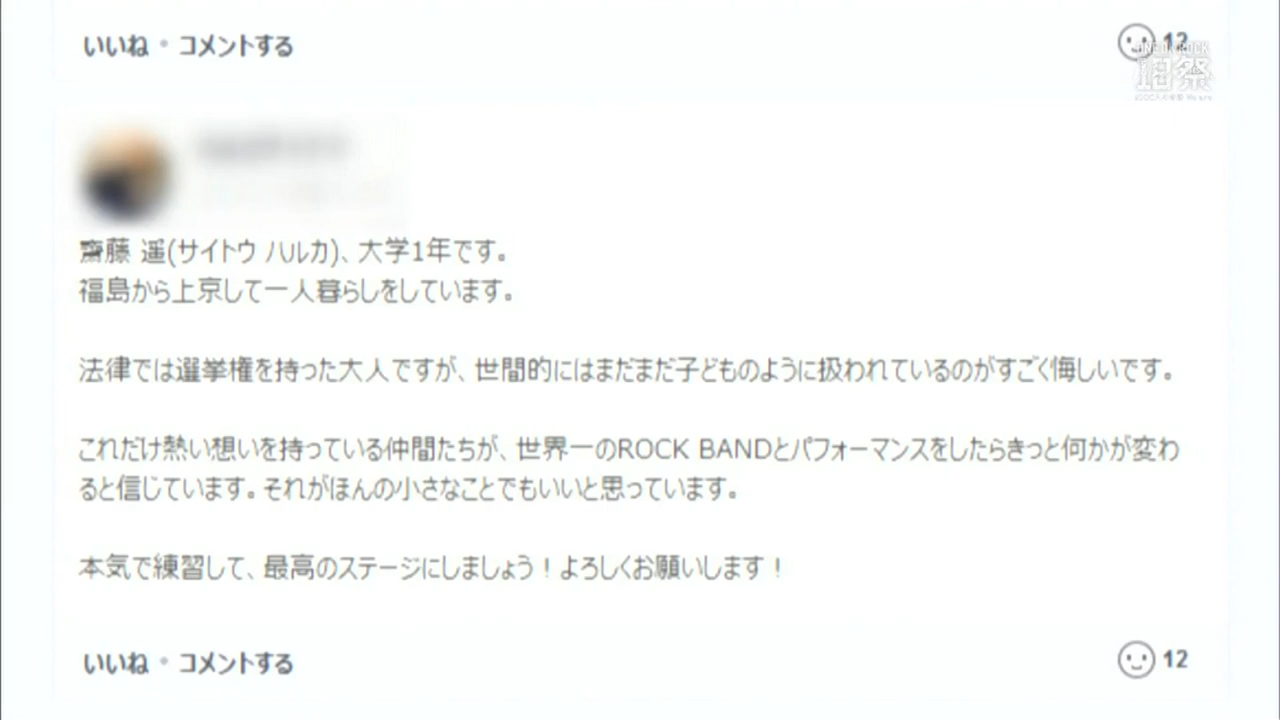 いいね・コメントする
12
ONE OK ROCK
18祭
齋藤 遥(サイトウ ハルカ)、大学1年です。
福島から上京して一人暮らしをしています。
法律では選挙権を持った大人ですが、世間的にはまだまだ子どものように扱われているのがすごく悔しいです。
これだけ熱い想いを持っている仲間たちが、世界一のROCK BANDとパフォーマンスをしたらきっと何かが変わ
ると信じています。それがほんの小さなことでもいいと思っています。
本気で練習して、最高のステージにしましょう！よろしくお願いします！
いいね・コメントする
12